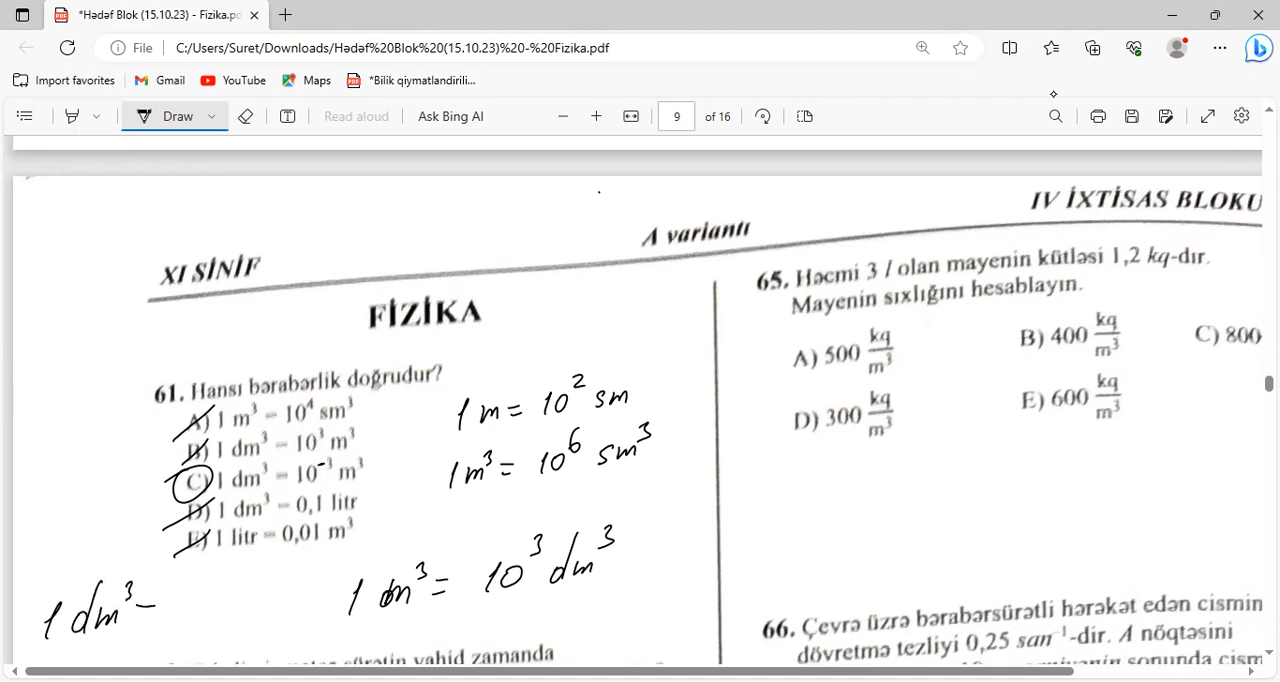 *Hədəf Blok (15.10.23) - Fizika.pd
File C:/Users/Suret/Downloads/Hədəf%20Blok%20(15.10.23)%20-%20Fizika.pdf
Import favorites Gmail YouTube Maps *Bilik qiymatlandirili...
Draw Read aloud Ask Bing AI 9 of 16
IV İXTİSAS BLOKU
A variantı
XI SİNİF
FİZİKA
61. Hansı bərabərlik doğrudur?
A) 1 m³ = 10⁴ sm³
B) 1 dm³ = 10³ m³
C) 1 dm³ = 10⁻³ m³
D) 1 dm³ = 0,1 litr
E) 1 litr = 0,01 m³
1 m = 10² sm
1 m³ = 10⁶ sm³
1 m³ = 10³ dm³
1 dm³ =
vahid zamanda
65. Həcmi 3 l olan mayenin kütləsi 1,2 kq-dır.
Mayenin sıxlığını hesablayın.
A) 500 kq/m³ B) 400 kq/m³ C) 800
D) 300 kq/m³ E) 600 kq/m³
66. Çevrə üzrə bərabərsürətli hərəkət edən cismin
dövretmə tezliyi 0,25 san⁻¹-dir. A nöqtəsini
sonunda cism